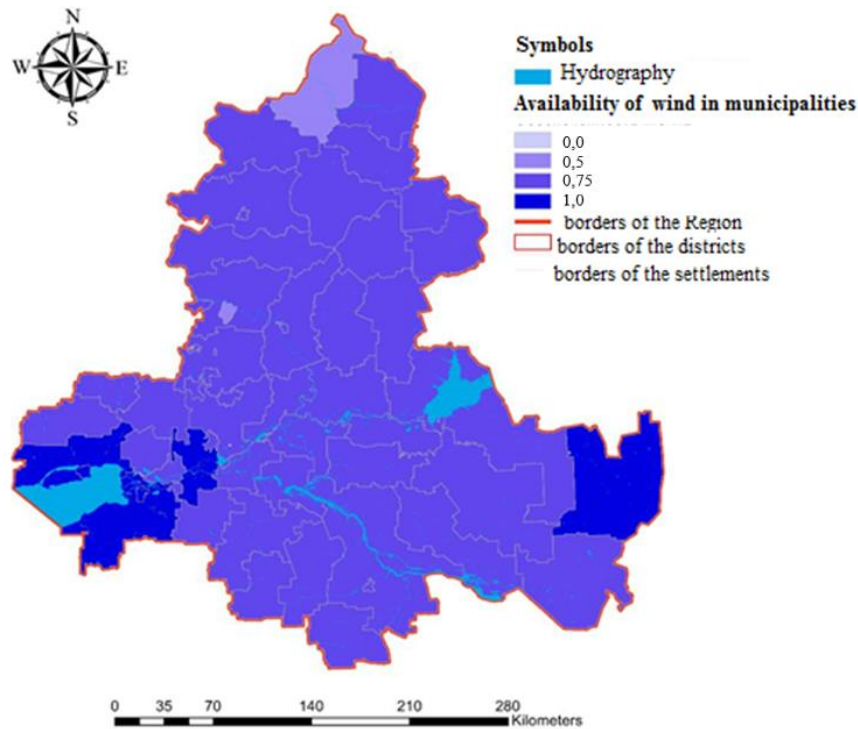 N
W E
S
Symbols
Hydrography
Availability of wind in municipalities
0,0
0,5
0,75
1,0
borders of the Region
borders of the districts
borders of the settlements
0 35 70 140 210 280
Kilometers